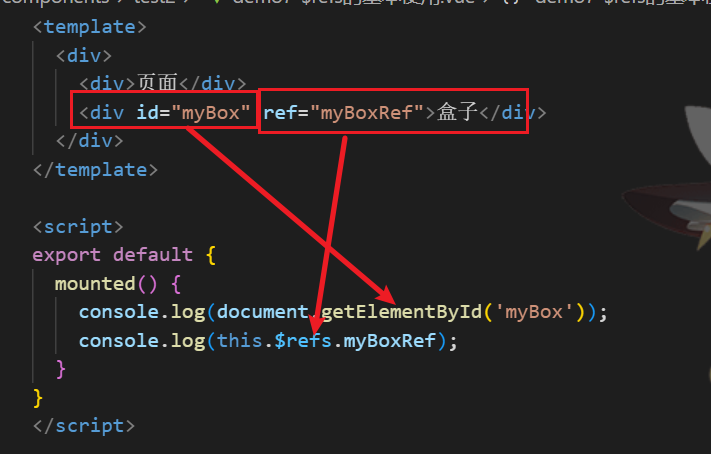 components > test2 > demo7-$refs的基本使用.vue > {} "demo7-$refs的基本使
<template>
<div>
<div>页面</div>
<div id="myBox" ref="myBoxRef">盒子</div>
</div>
</template>
<script>
export default {
mounted() {
console.log(document.getElementById('myBox'));
console.log(this.$refs.myBoxRef);
}
}
</script>